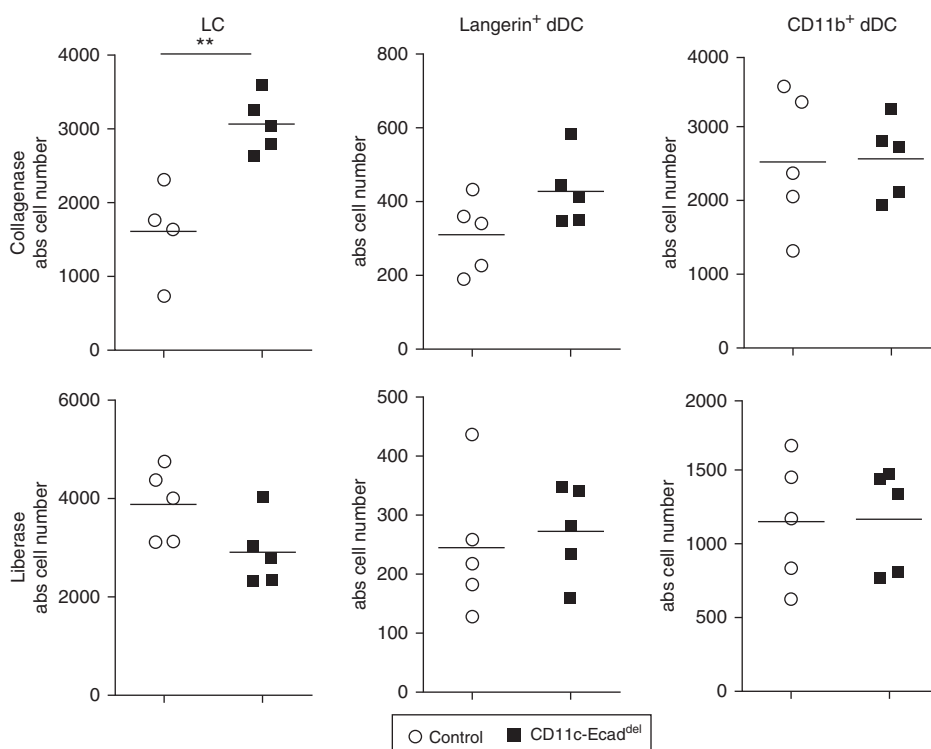 LC
Langerin+ dDC
CD11b+ dDC
**
Collagenase
abs cell number
4000
3000
2000
1000
0
abs cell number
800
600
400
200
0
abs cell number
4000
3000
2000
1000
0
Liberase
abs cell number
6000
4000
2000
0
abs cell number
500
400
300
200
100
0
abs cell number
2000
1500
1000
500
0
Control
CD11c-Ecaddel